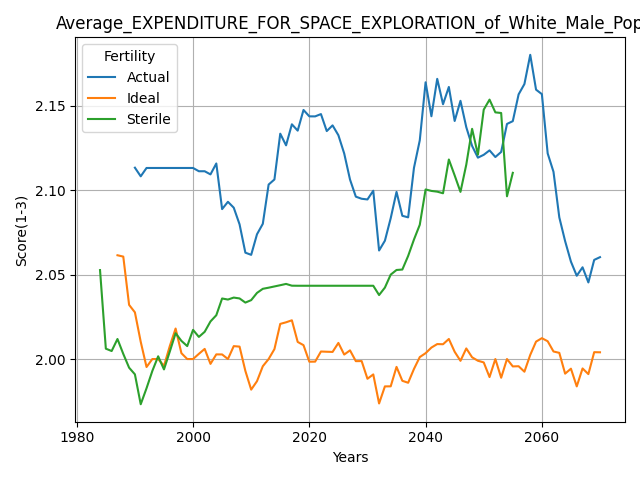 Average_EXPENDITURE_FOR_SPACE_EXPLORATION_of_White_Male_Pop
Fertility
Actual
Ideal
Sterile
Score(1-3)
2.15
2.10
2.05
2.00
1980
2000
2020
2040
2060
Years